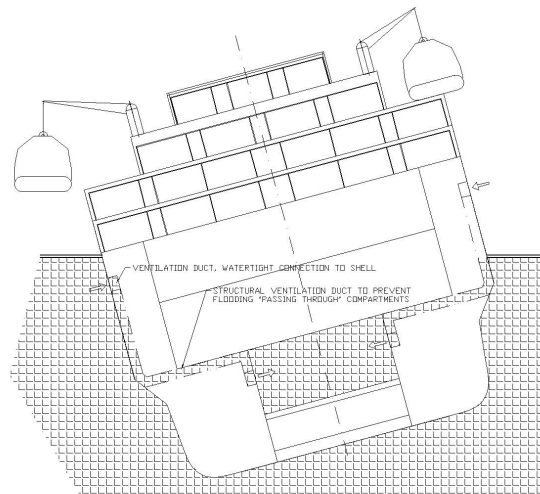 VENTILATION DUCT, WATERTIGHT CONNECTION TO SHELL
STRUCTURAL VENTILATION DUCT TO PREVENT
FLOODING 'PASSING THROUGH' COMPARTMENTS